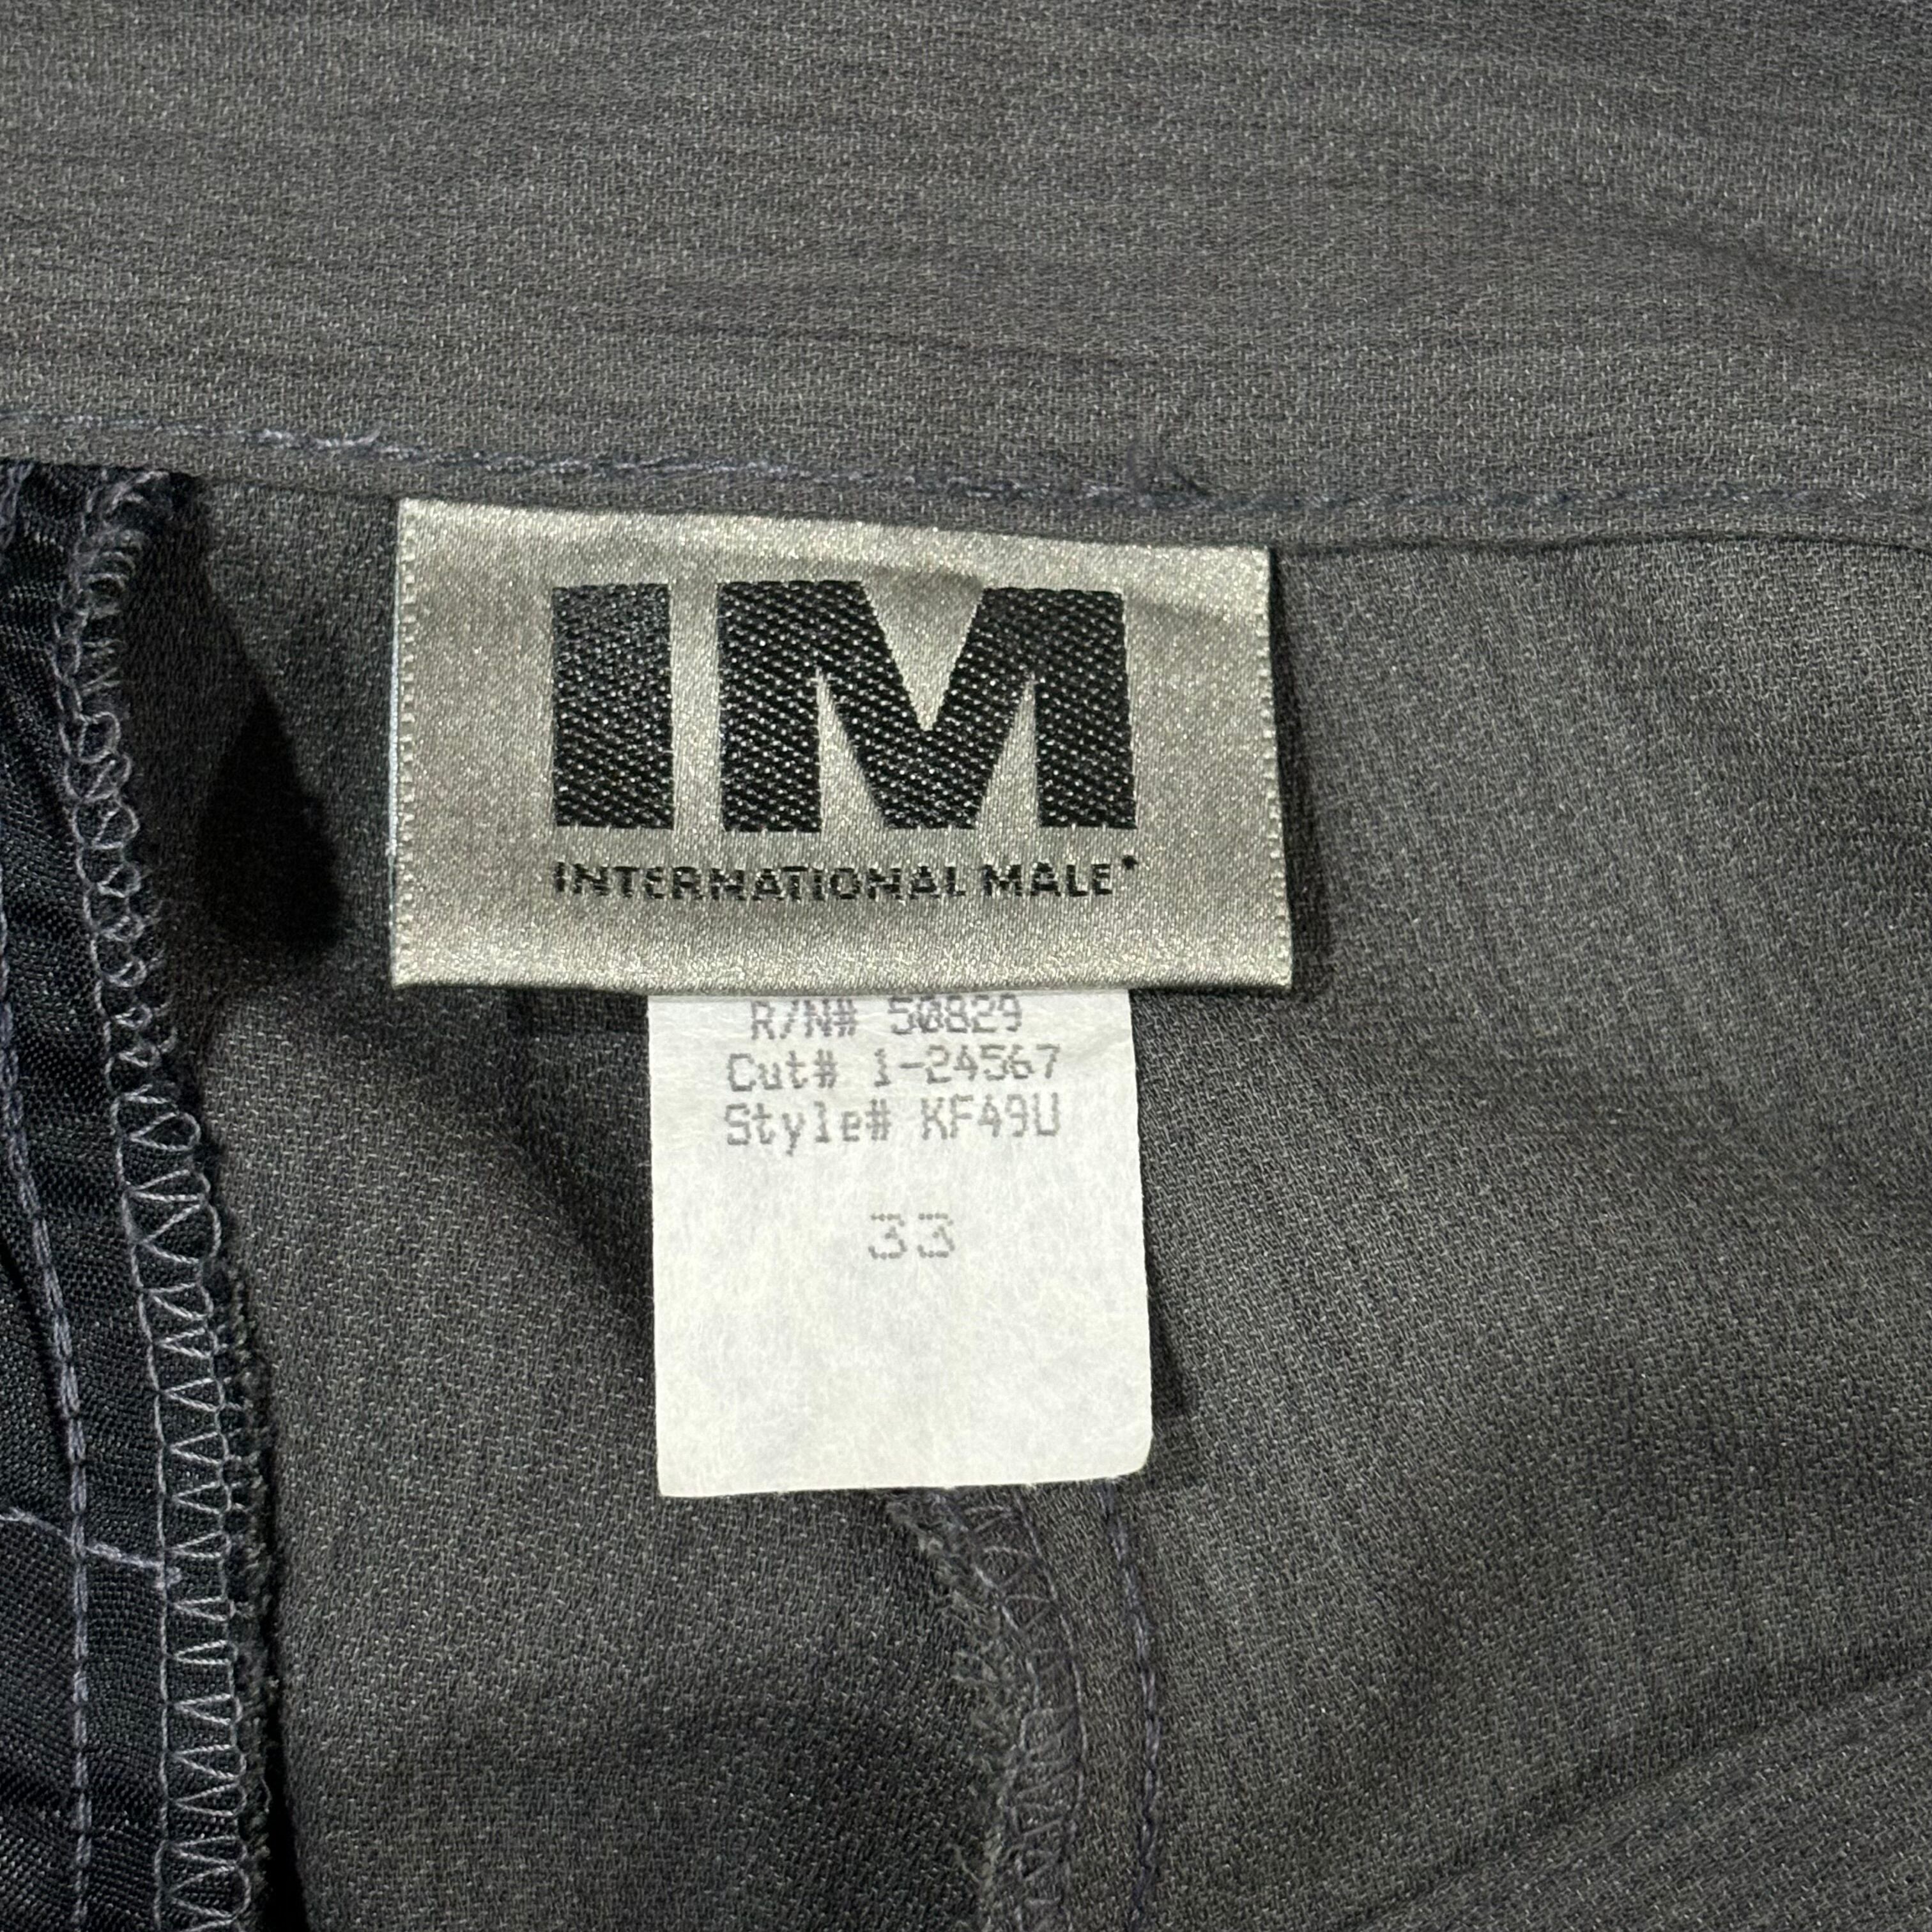 IM
INTERNATIONAL MALE
R/N# 50829
Cut# 1-24567
Style# KF49U
33